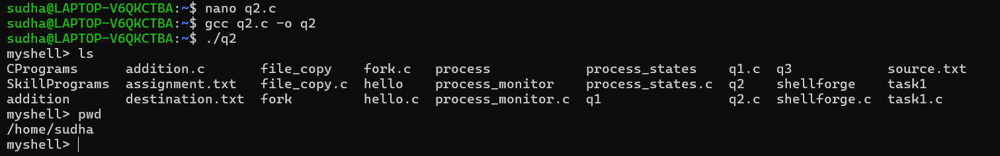 sudha@LAPTOP-V6QKCTBA:~$ nano q2.c
sudha@LAPTOP-V6QKCTBA:~$ gcc q2.c -o q2
sudha@LAPTOP-V6QKCTBA:~$ ./q2
myshell> ls
CPrograms      addition.c       file_copy    fork.c   process            process_states    q1.c  q3            source.txt
SkillPrograms  assignment.txt   file_copy.c  hello    process_monitor    process_states.c  q2    shellforge    task1
addition       destination.txt  fork         hello.c  process_monitor.c  q1                q2.c  shellforge.c  task1.c
myshell> pwd
/home/sudha
myshell>